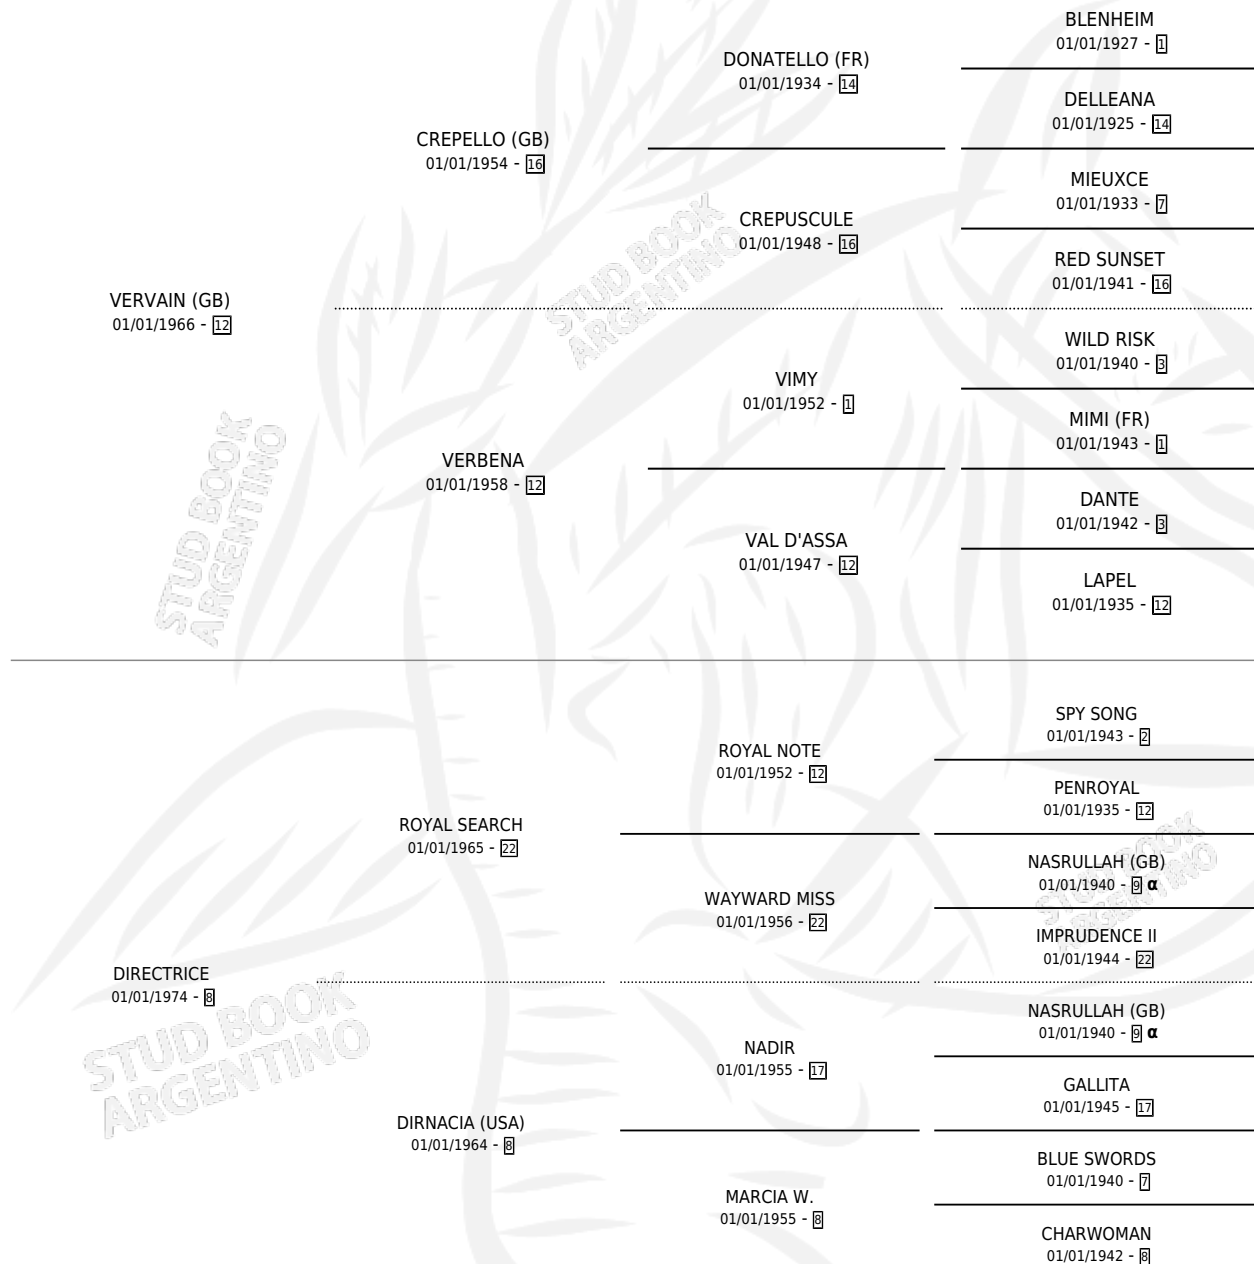 BLENHEIM
01/01/1927 - 1
DONATELLO (FR)
01/01/1934 - 14
DELLEANA
01/01/1925 - 14
CREPELLO (GB)
01/01/1954 - 16
MIEUXCE
01/01/1933 - 7
CREPUSCULE
01/01/1948 - 16
RED SUNSET
01/01/1941 - 16
VERVAIN (GB)
01/01/1966 - 12
WILD RISK
01/01/1940 - 3
VIMY
01/01/1952 - 1
MIMI (FR)
01/01/1943 - 1
VERBENA
01/01/1958 - 12
DANTE
01/01/1942 - 3
VAL D'ASSA
01/01/1947 - 12
LAPEL
01/01/1935 - 12
SPY SONG
01/01/1943 - 2
ROYAL NOTE
01/01/1952 - 12
PENROYAL
01/01/1935 - 12
ROYAL SEARCH
01/01/1965 - 22
NASRULLAH (GB)
01/01/1940 - 9 α
WAYWARD MISS
01/01/1956 - 22
IMPRUDENCE II
01/01/1944 - 22
DIRECTRICE
01/01/1974 - 8
NASRULLAH (GB)
01/01/1940 - 9 α
NADIR
01/01/1955 - 17
GALLITA
01/01/1945 - 17
DIRNACIA (USA)
01/01/1964 - 8
BLUE SWORDS
01/01/1940 - 7
MARCIA W.
01/01/1955 - 8
CHARWOMAN
01/01/1942 - 8
STUD BOOK
ARGENTINO
STUD BOOK
ARGENTINO
STUD BOOK
ARGENTINO
STUD BOOK
ARGENTINO